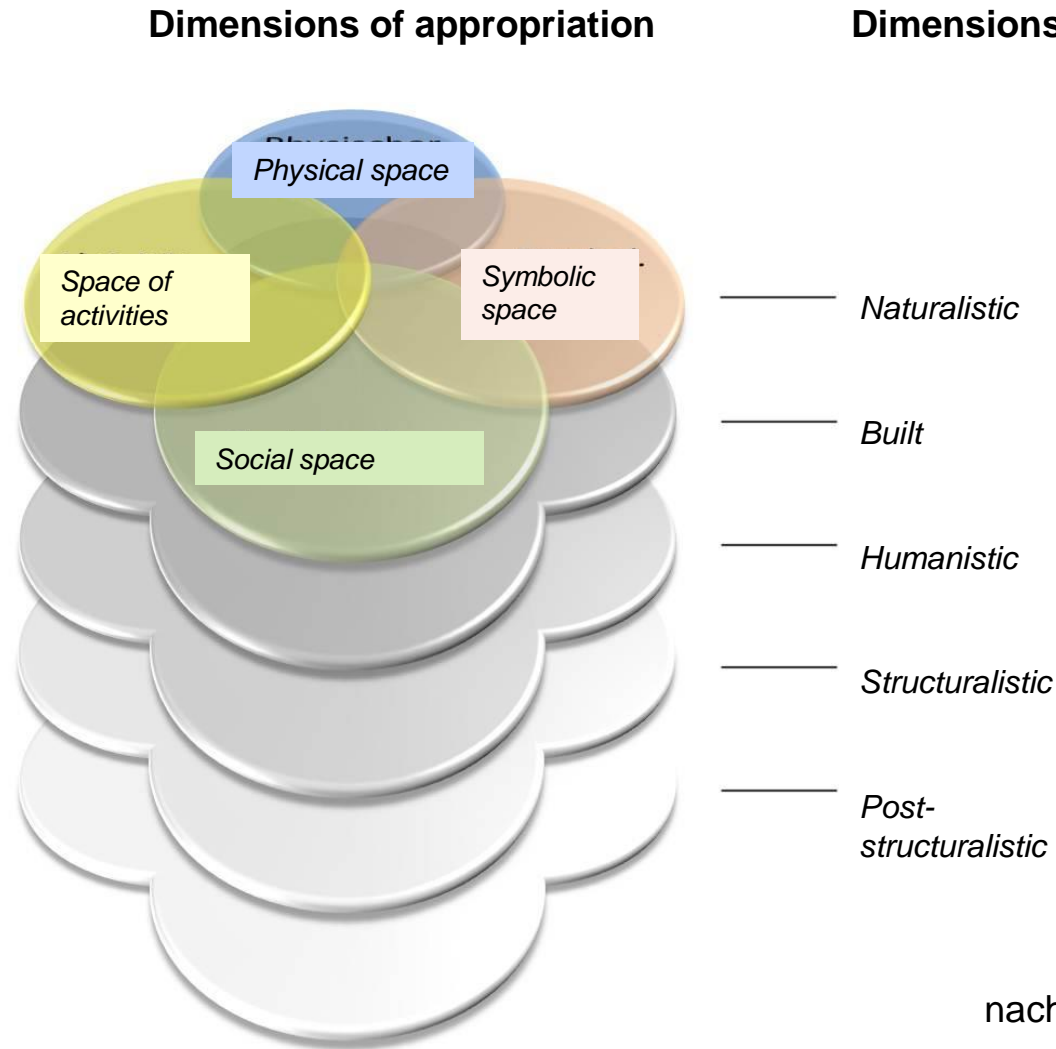 Dimensions of appropriation
Dimensions
Physical space
Space of
activities
Symbolic
space
Social space
Naturalistic
Built
Humanistic
Structuralistic
Post-
structuralistic
nach